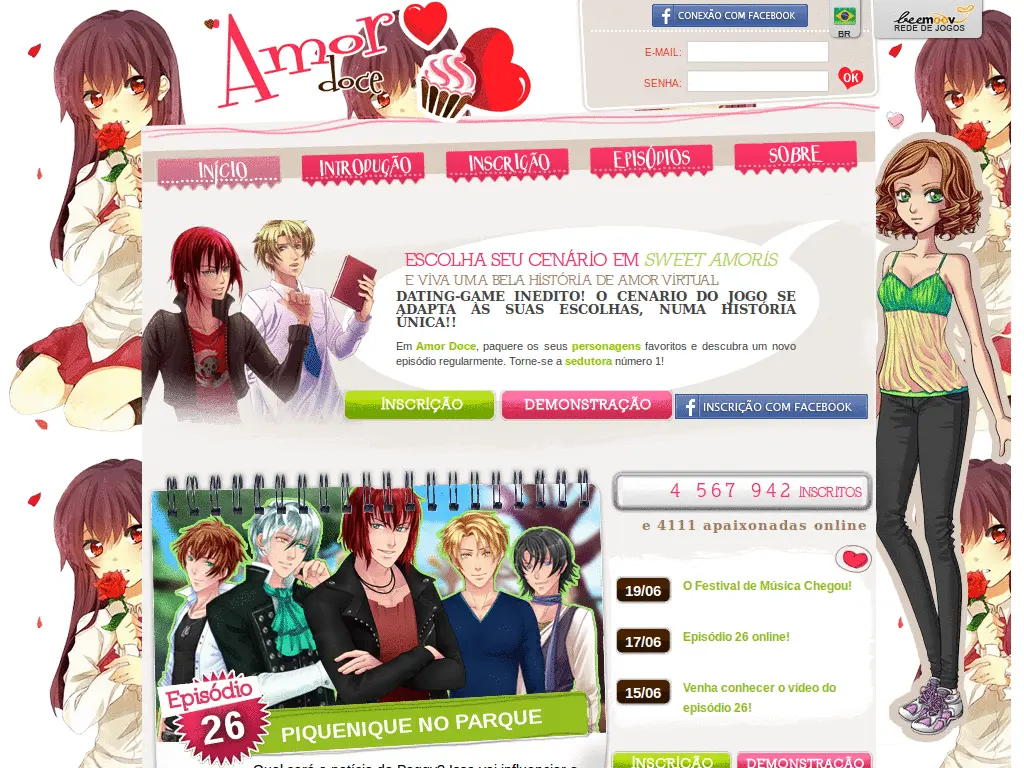 Amor
doce
CONEXÃO COM FACEBOOK
BR
beemoov
REDE DE JOGOS
E-MAIL:
SENHA:
OK
INÍCIO
INTRODUÇÃO
INSCRIÇÃO
EPISÓDIOS
SOBRE
ESCOLHA SEU CENÁRIO EM SWEET AMORIS
E VIVA UMA BELA HISTÓRIA DE AMOR VIRTUAL
DATING-GAME INEDITO! O CENARIO DO JOGO SE
ADAPTA AS SUAS ESCOLHAS, NUMA HISTÓRIA
ÚNICA!!
Em Amor Doce, paquere os seus personagens favoritos e descubra um novo
episódio regularmente. Torne-se a sedutora número 1!
INSCRIÇÃO
DEMONSTRAÇÃO
INSCRIÇÃO COM FACEBOOK
4 567 942 INSCRITOS
e 4111 apaixonadas online
19/06 O Festival de Música Chegou!
17/06 Episódio 26 online!
15/06 Venha conhecer o vídeo do
episódio 26!
Episódio
26
PIQUENIQUE NO PARQUE
INSCRIÇÃO
DEMONSTRAÇÃO